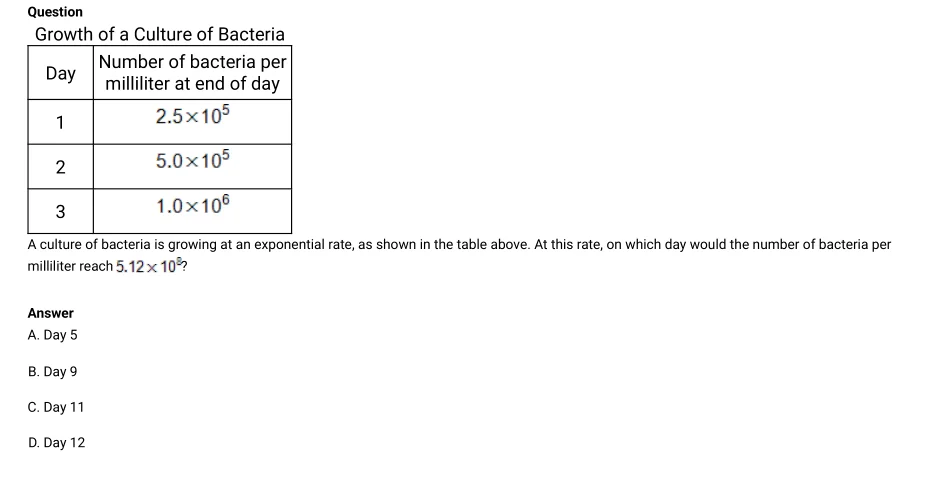 Question
Growth of a Culture of Bacteria
Day
Number of bacteria per
milliliter at end of day
1
2.5×10⁵
2
5.0×10⁵
3
1.0×10⁶
A culture of bacteria is growing at an exponential rate, as shown in the table above. At this rate, on which day would the number of bacteria per
milliliter reach 5.12×10⁸?
Answer
A. Day 5
B. Day 9
C. Day 11
D. Day 12